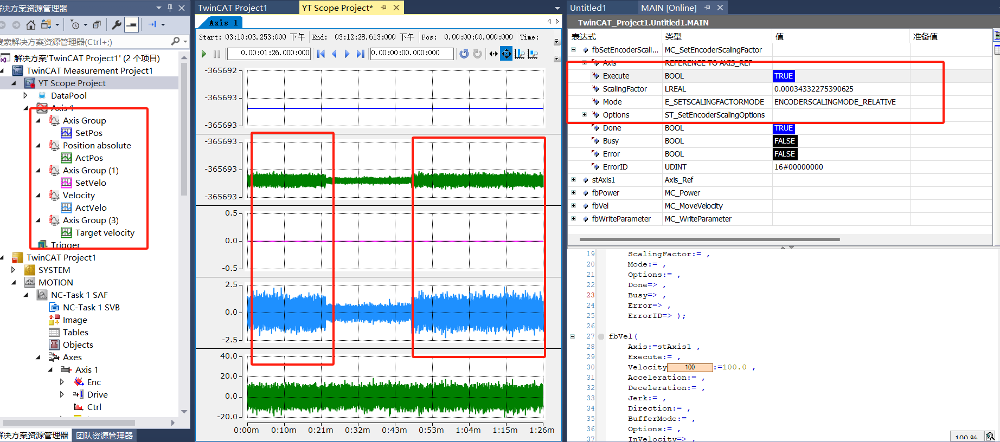 解决方案资源管理器
搜索解决方案资源管理器(Ctrl+;)
解决方案'TwinCAT Project1' (2 个项目)
TwinCAT Measurement Project1
YT Scope Project
DataPool
Axis 1
Axis Group
SetPos
Position absolute
ActPos
Axis Group (1)
SetVelo
Velocity
ActVelo
Axis Group (3)
Target velocity
Trigger
TwinCAT Project1
SYSTEM
MOTION
NC-Task 1 SAF
NC-Task 1 SVB
Image
Tables
Objects
Axes
Axis 1
Enc
Drive
Ctrl
解决方案资源管理器 团队资源管理器
TwinCAT Project1 YT Scope Project*
Axis 1
Start: 03:10:03.253:000 下午 End: 03:12:28.613:000 下午 Pos: 0.00:00:00.000:000 Time:
0.00:01:26.000:000 0.00:00:00.000:000
-365692
-365693
-365693
-365693
-365693
-365693
0.5
0.0
-0.5
2.5
0.0
-2.5
40.0
20.0
0.0
-20.0
0:00m 0:10m 0:21m 0:32m 0:43m 0:53m 1:04m 1:15m 1:26m
Untitled1 MAIN [Online]
TwinCAT_Project1.Untitled1.MAIN
表达式 类型 值 准备值
fbSetEncoderScali... MC_SetEncoderScalingFactor
Axis REFERENCE TO AXIS_REF
Execute BOOL TRUE
ScalingFactor LREAL 0.00034332275390625
Mode E_SETSCALINGFACTORMODE ENCODERSCALINGMODE_RELATIVE
Options ST_SetEncoderScalingOptions
Done BOOL TRUE
Busy BOOL FALSE
Error BOOL FALSE
ErrorID UDINT 16#00000000
stAxis1 Axis_Ref
fbPower MC_Power
fbVel MC_MoveVelocity
fbWriteParameter MC_WriteParameter
19 ScalingFactor:= ,
20 Mode:= ,
21 Options:= ,
22 Done=> ,
23 Busy=> ,
24 Error=> ,
25 ErrorID=> );
26
27 fbVel(
28 Axis:=stAxis1 ,
29 Execute:= ,
30 Velocity 100 :=100.0 ,
31 Acceleration:= ,
32 Deceleration:= ,
33 Jerk:= ,
34 Direction:= ,
35 BufferMode:= ,
36 Options:= ,
37 InVelocity=> ,
100 %